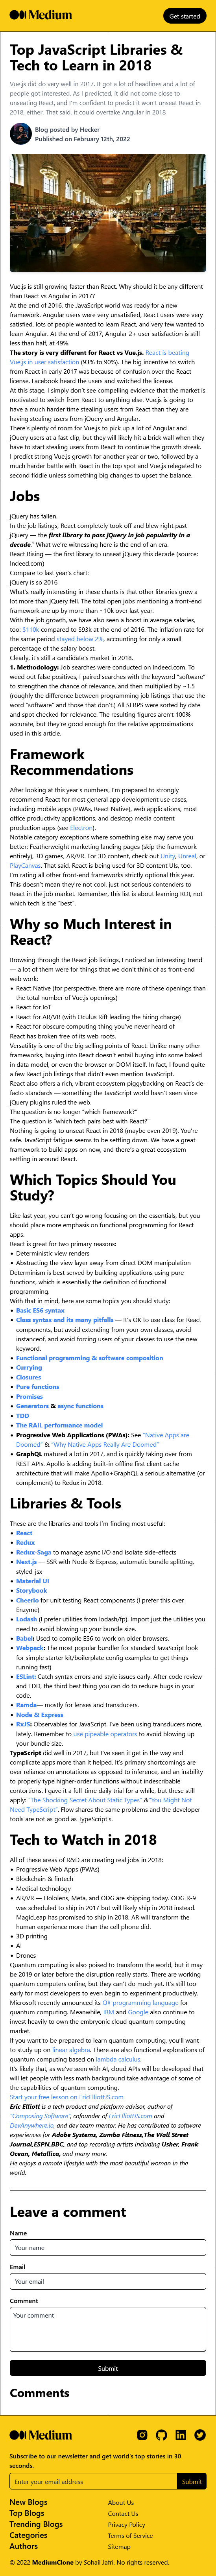 Medium
Get started
Top JavaScript Libraries &
Tech to Learn in 2018
Vue.js did do very well in 2017. It got a lot of headlines and a lot of
people got interested. As I predicted, it did not come close to
unseating React, and I'm confident to predict it won't unseat React in
2018, either. That said, it could overtake Angular in 2018
Blog posted by Hecker
Published on February 12th, 2022
Vue.js is still growing faster than React. Why should it be any different
than React vs Angular in 2017?
At the end of 2016, the JavaScript world was ready for a new
framework. Angular users were very unsatisfied, React users were very
satisfied, lots of people wanted to learn React, and very few wanted to
learn Angular. At the end of 2017, Angular 2+ user satisfaction is still
less than half, at 49%.
The story is very different for React vs Vue.js. React is beating
Vue.js in user satisfaction (93% to 90%). The big incentive to switch
from React in 2017 was because of confusion over the React
license. Facebook heard the users and switched the license.
At this stage, I simply don't see compelling evidence that the market is
motivated to switch from React to anything else. Vue.js is going to
have a much harder time stealing users from React than they are
stealing users from jQuery and Angular.
There's plenty of room for Vue.js to pick up a lot of Angular and
jQuery users at a fast clip, but they will likely hit a bit of a wall when they
have to start stealing users from React to continue the growth streak.
I predict strong Vue.js growth for another year or two, followed by a
much harder battle with React in the top spot and Vue.js relegated to
second fiddle unless something big changes to upset the balance.
Jobs
jQuery has fallen.
In the job listings, React completely took off and blew right past
jQuery — the first library to pass jQuery in job popularity in a
decade." What we're witnessing here is the end of an era.
React Rising — the first library to unseat jQuery this decade (source:
Indeed.com)
Compare to last year's chart:
jQuery is so 2016
What's really interesting in these charts is that other libraries grew a lot
more than jQuery fell. The total open jobs mentioning a front-end
framework are up by more than ~10k over last year.
With the job growth, we have also seen a boost in average salaries,
too: $110k compared to $93k at the end of 2016. The inflation rate for
the same period stayed below 2%, accounting for only a small
percentage of the salary boost.
Clearly, it's still a candidate's market in 2018.
1. Methodology: Job searches were conducted on Indeed.com. To
weed out false positives, I paired searches with the keyword "software"
to strengthen the chance of relevance, and then multiplied by ~1.5
(roughly the difference between programming job listings that use the
word "software" and those that don't.) All SERPS were sorted by date
and spot checked for relevance. The resulting figures aren't 100%
accurate, but they're good enough for the relative approximations
used in this article.
Framework
Recommendations
After looking at this year's numbers, I'm prepared to strongly
recommend React for most general app development use cases,
including mobile apps (PWAs, React Native), web applications, most
office productivity applications, and desktop media content
production apps (see Electron).
Notable category exceptions where something else may serve you
better: Feature-light marketing landing pages (skip the frameworks
entirely), 3D games, AR/VR. For 3D content, check out Unity, Unreal, or
PlayCanvas. That said, React is being used for 3D content UIs, too.
This doesn't mean they're not cool, just not serious contenders to
React in the job market. Remember, this list is about learning ROI, not
which tech is the "best".
Why so Much Interest in
React?
Browsing through the React job listings, I noticed an interesting trend
— a lot of them were for things that we don't think of as front-end
web work:
• React Native (for perspective, there are more of these openings than
the total number of Vue.js openings)
• React for IoT
• React for AR/VR (with Oculus Rift leading the hiring charge)
• React for obscure computing thing you've never heard of
React has broken free of its web roots.
Versatility is one of the big selling points of React. Unlike many other
frameworks, buying into React doesn't entail buying into some baked
in data model, or even the browser or DOM itself. In fact, I found quite
a few React job listings that didn't even mention JavaScript.
React also offers a rich, vibrant ecosystem piggybacking on React's de-
facto standards — something the JavaScript world hasn't seen since
jQuery plugins ruled the web.
The question is no longer "which framework?"
The question is "which tech pairs best with React?"
Nothing is going to unseat React in 2018 (maybe even 2019). You're
safe. JavaScript fatigue seems to be settling down. We have a great
framework to build apps on now, and there's a great ecosystem
settling in around React.
Which Topics Should You
Study?
Like last year, you can't go wrong focusing on the essentials, but you
should place more emphasis on functional programming for React
apps.
React is great for two primary reasons:
• Deterministic view renders
• Abstracting the view layer away from direct DOM manipulation
Determinism is best served by building applications using pure
functions, which is essentially the definition of functional
programming.
With that in mind, here are some topics you should study:
• Basic ES6 syntax
• Class syntax and its many pitfalls — It's OK to use class for React
components, but avoid extending from your own classes, avoid
instanceof, and avoid forcing users of your classes to use the new
keyword.
• Functional programming & software composition
• Currying
• Closures
• Pure functions
• Promises
• Generators & async functions
• TDD
• The RAIL performance model
• Progressive Web Applications (PWAs): See "Native Apps are
Doomed" & "Why Native Apps Really Are Doomed"
• GraphQL matured a lot in 2017, and is quickly taking over from
REST APIs. Apollo is building in an offline first-class client cache
architecture that will make Apollo+GraphQL a serious alternative (or
complement) to Redux in 2018.
Libraries & Tools
These are the libraries and tools I'm finding most useful:
• React
• Redux
• Redux-Saga to manage async I/O and isolate side-effects
• Next.js — SSR with Node & Express, automatic bundle splitting,
styled-jsx
• Material UI
• Storybook
• Cheerio for unit testing React components (I prefer this over
Enzyme)
• Lodash (I prefer utilities from lodash/fp). Import just the utilities you
need to avoid blowing up your bundle size.
• Babel: Used to compile ES6 to work on older browsers.
• Webpack: The most popular bundler for standard JavaScript look
for simple starter kit/boilerplate config examples to get things
running fast)
• ESLint: Catch syntax errors and style issues early. After code review
and TDD, the third best thing you can do to reduce bugs in your
code.
• Ramda— mostly for lenses and transducers.
• Node & Express
• RxJS: Observables for JavaScript. I've been using transducers more
lately. Remember to use pipeable operators to avoid blowing up
your bundle size.
TypeScript did well in 2017, but I've seen it get in the way and
complicate apps more than it helped. It's primary shortcomings are
over-reliance on annotations instead of inference, and an inability to
properly type higher order functions without incredible
contortions. I gave it a full-time daily trial for a while, but these still
apply: "The Shocking Secret About Static Types" &"You Might Not
Need TypeScript". Flow shares the same problems and the developer
tools are not as good as TypeScript's.
Tech to Watch in 2018
All of these areas of R&D are creating real jobs in 2018:
• Progressive Web Apps (PWAs)
• Blockchain & fintech
• Medical technology
• AR/VR — Hololens, Meta, and ODG are shipping today. ODG R-9
was scheduled to ship in 2017 but will likely ship in 2018 instead.
MagicLeap has promised to ship in 2018. AR will transform the
human experience more than the cell phone did.
• 3D printing
• AI
• Drones
Quantum computing is also poised to transform the world, but it may
be 2019 or later before the disruption really starts. There are working
quantum computers online, but they can't do much yet. It's still too
early for most developers to even begin experimenting productively.
Microsoft recently announced its Q# programming language for
quantum computing. Meanwhile, IBM and Google also continue to
invest heavily to own the embryonic cloud quantum computing
market.
If you want to be prepared to learn quantum computing, you'll want
to study up on linear algebra. There are also functional explorations of
quantum computing based on lambda calculus.
It's likely that, as we've seen with AI, cloud APIs will be developed that
will allow people with less math background to take advantage of
the capabilities of quantum computing.
Start your free lesson on EricElliottJS.com
Eric Elliott is a tech product and platform advisor, author of
"Composing Software", cofounder of EricElliottJS.com and
DevAnywhere.io, and dev team mentor. He has contributed to software
experiences for Adobe Systems, Zumba Fitness,The Wall Street
Journal,ESPN,BBC, and top recording artists including Usher, Frank
Ocean, Metallica, and many more.
He enjoys a remote lifestyle with the most beautiful woman in the
world.
Leave a comment
Name
Your name
Email
Your email
Comment
Your comment
Submit
Comments
Medium
Subscribe to our newsletter and get world's top stories in 30
seconds.
Enter your email address
Submit
New Blogs
Top Blogs
Trending Blogs
Categories
Authors
About Us
Contact Us
Privacy Policy
Terms of Service
Sitemap
© 2022 MediumClone by Sohail Jafri. No rights reserved.